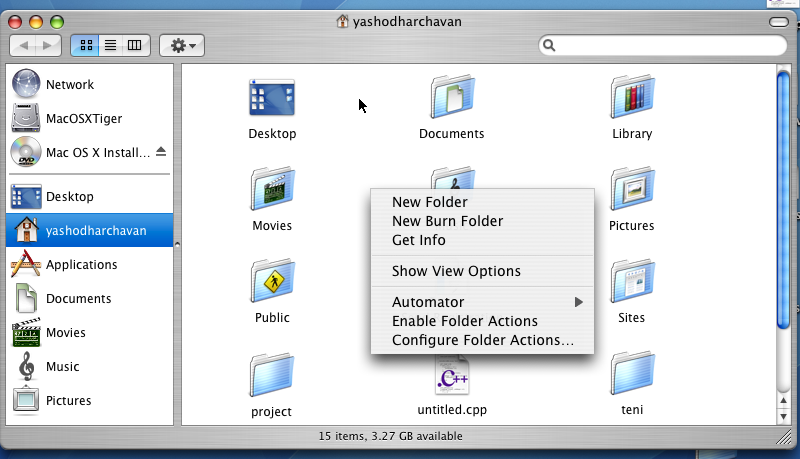 yashodharchavan
Network
MacOSXTiger
Mac OS X Install...
DVD
Desktop
yashodharchavan
Applications
Documents
Movies
Music
Pictures
Desktop
Documents
Library
Movies
Pictures
Public
Sites
project
.C++
untitled.cpp
teni
New Folder
New Burn Folder
Get Info
Show View Options
Automator
Enable Folder Actions
Configure Folder Actions...
15 items, 3.27 GB available